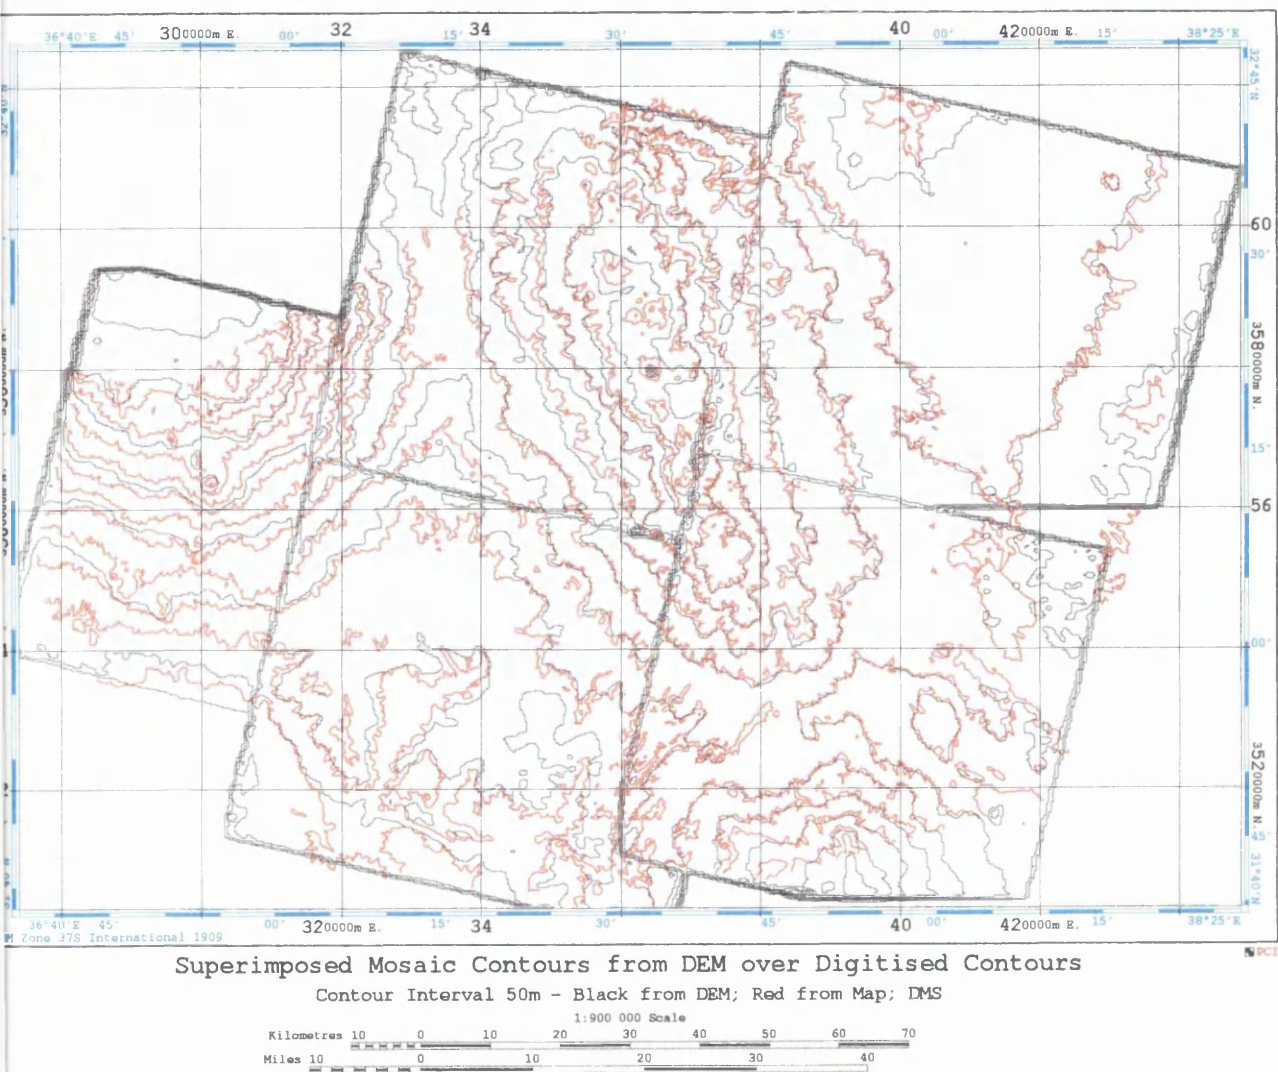 36°40'E 45' 300000m E. 00' 32 15' 34 30' 45' 40 00' 420000m E. 15' 38°25'E
32°45'N
60
30'
3580000m N.
15'
56
00'
3520000m N.
45'
31°40'N
36°40'E 45' 00' 320000m E. 34 15' 30' 45' 40 00' 420000m E. 15' 38°25'E
Zone 37S International 1909
PCI
Superimposed Mosaic Contours from DEM over Digitised Contours
Contour Interval 50m - Black from DEM; Red from Map; DMS
1:900 000 Scale
Kilometres 10 0 10 20 30 40 50 60 70
Miles 10 0 10 20 30 40